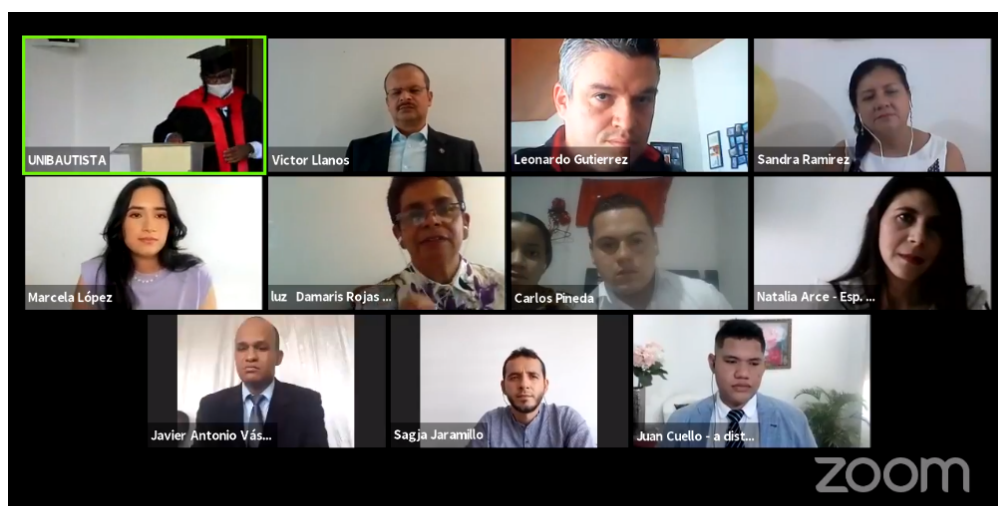 UNIBAUTISTA
Victor Llanos
Leonardo Gutierrez
Sandra Ramirez
Marcela López
luz Damaris Rojas ...
Carlos Pineda
Natalia Arce - Esp. ...
Javier Antonio Vás...
Sagja Jaramillo
Juan Cuello - a dist...
zoom